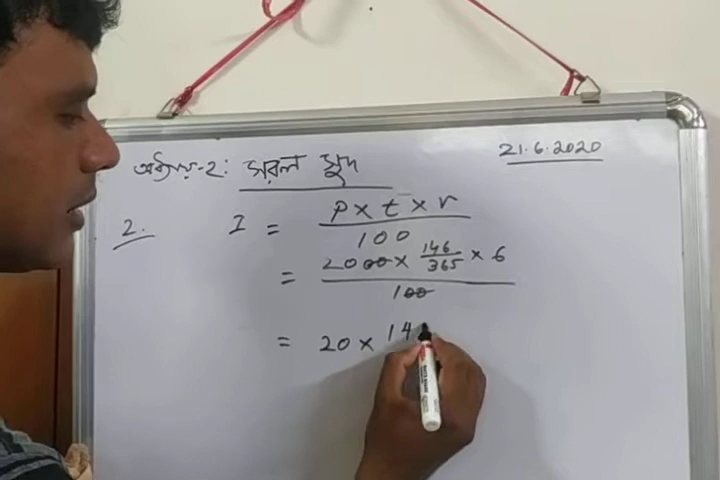 অধ্যায়-২: সরল সুদ
21.6.2020
2. I = P × t × r / 100
= 2000 × 146/365 × 6 / 100
= 20 × 14